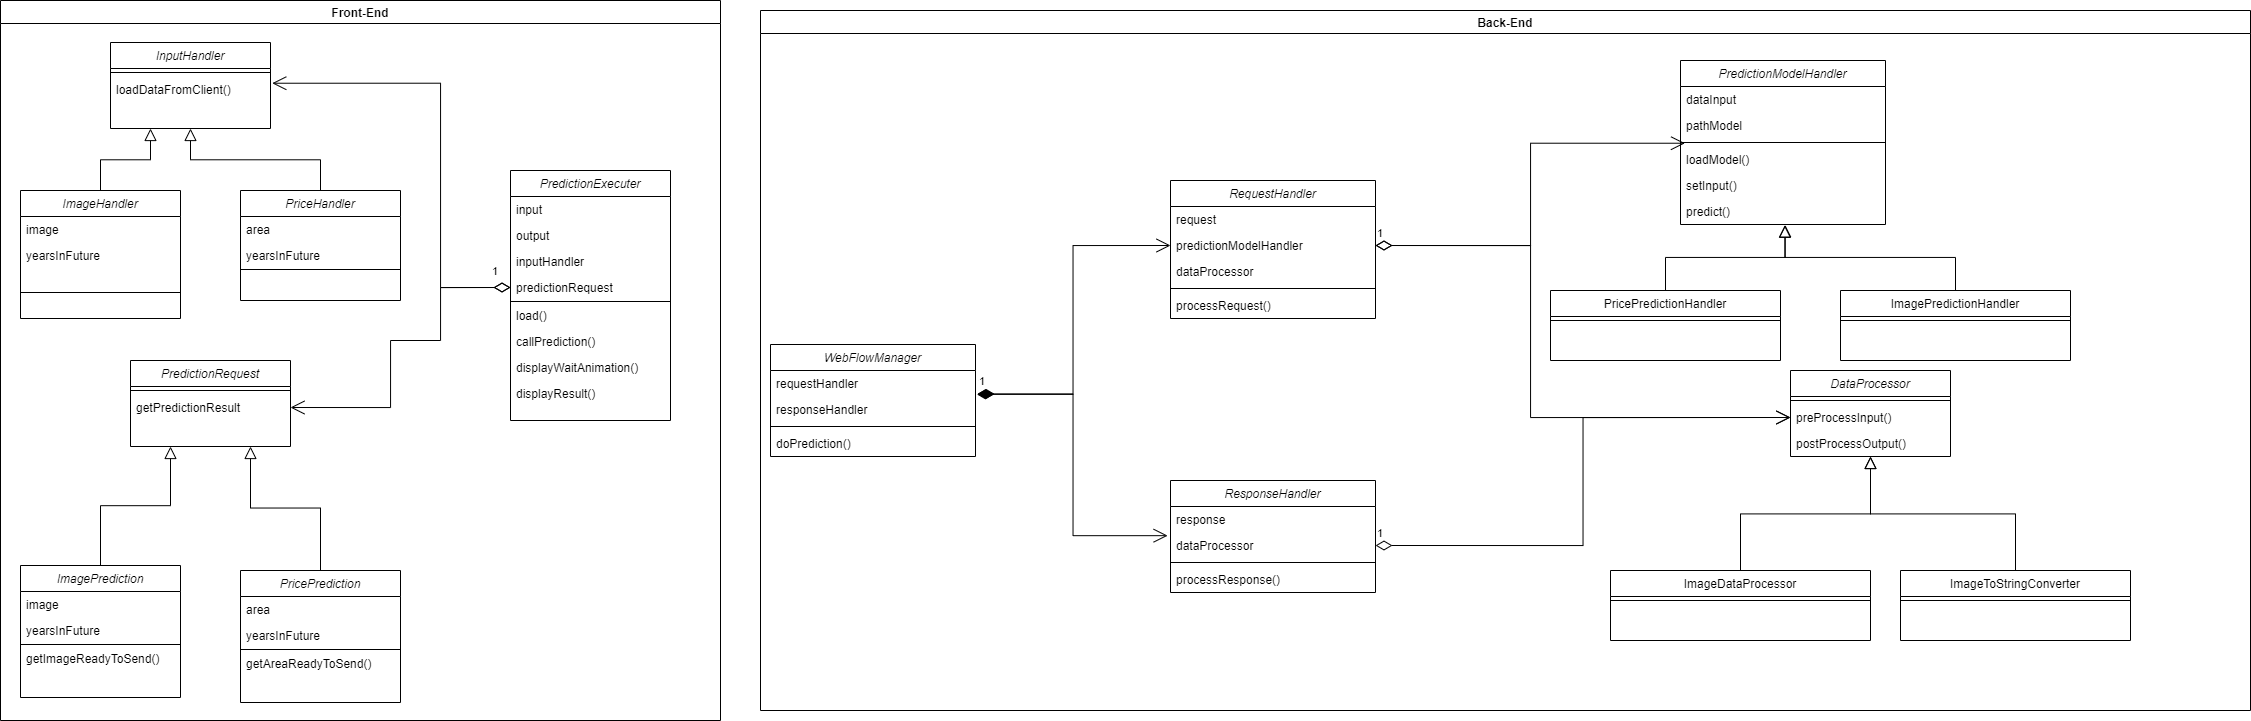 Front-End
InputHandler
loadDataFromClient()
ImageHandler
image
yearsInFuture
PriceHandler
area
yearsInFuture
PredictionExecuter
input
output
inputHandler
predictionRequest
load()
callPrediction()
displayWaitAnimation()
displayResult()
1
PredictionRequest
getPredictionResult
ImagePrediction
image
yearsInFuture
getImageReadyToSend()
PricePrediction
area
yearsInFuture
getAreaReadyToSend()
Back-End
WebFlowManager
requestHandler
responseHandler
doPrediction()
1
RequestHandler
request
predictionModelHandler
dataProcessor
processRequest()
1
ResponseHandler
response
dataProcessor
processResponse()
1
PredictionModelHandler
dataInput
pathModel
loadModel()
setInput()
predict()
PricePredictionHandler
ImagePredictionHandler
DataProcessor
preProcessInput()
postProcessOutput()
ImageDataProcessor
ImageToStringConverter